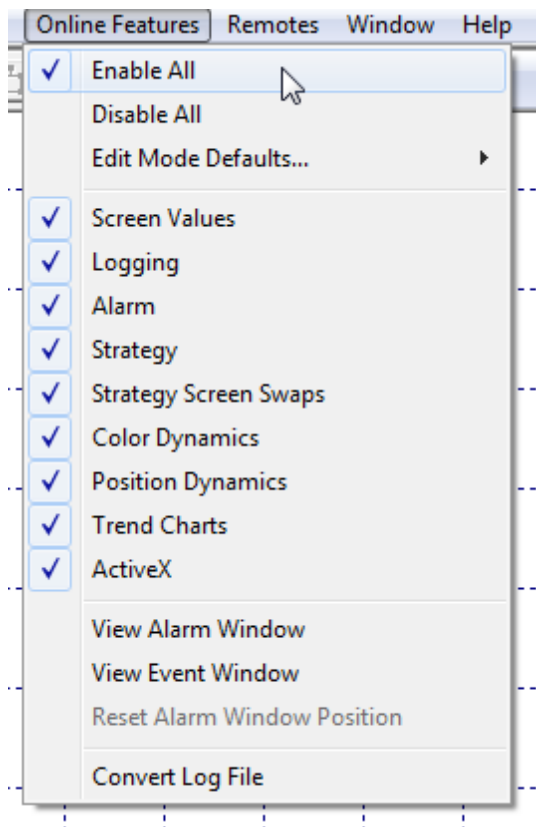 Online Features Remotes Window Help
Enable All
Disable All
Edit Mode Defaults...
Screen Values
Logging
Alarm
Strategy
Strategy Screen Swaps
Color Dynamics
Position Dynamics
Trend Charts
ActiveX
View Alarm Window
View Event Window
Reset Alarm Window Position
Convert Log File